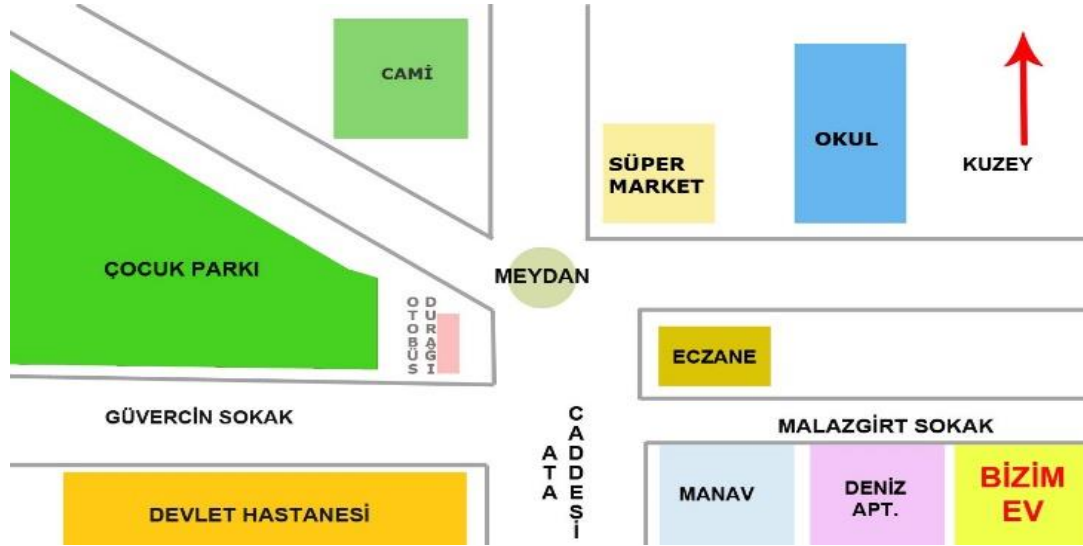 CAMİ
OKUL
SÜPER
MARKET
KUZEY
ÇOCUK PARKI
MEYDAN
OTOBÜS
DURAĞI
ECZANE
GÜVERCİN SOKAK
ATA
CADDESİ
MALAZGİRT SOKAK
DEVLET HASTANESİ
MANAV
DENİZ
APT.
BİZİM
EV